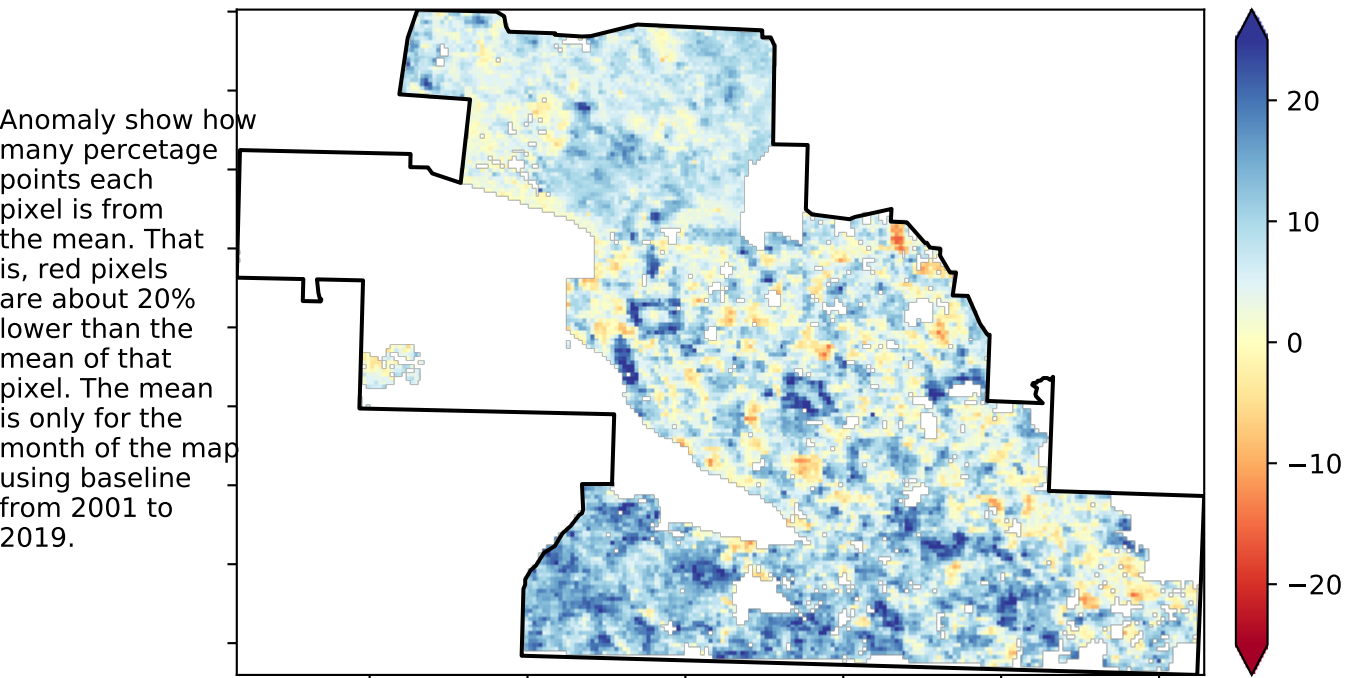 Anomaly show how
many percetage
points each
pixel is from
the mean. That
is, red pixels
are about 20%
lower than the
mean of that
pixel. The mean
is only for the
month of the map
using baseline
from 2001 to
2019.
20
10
0
−10
−20